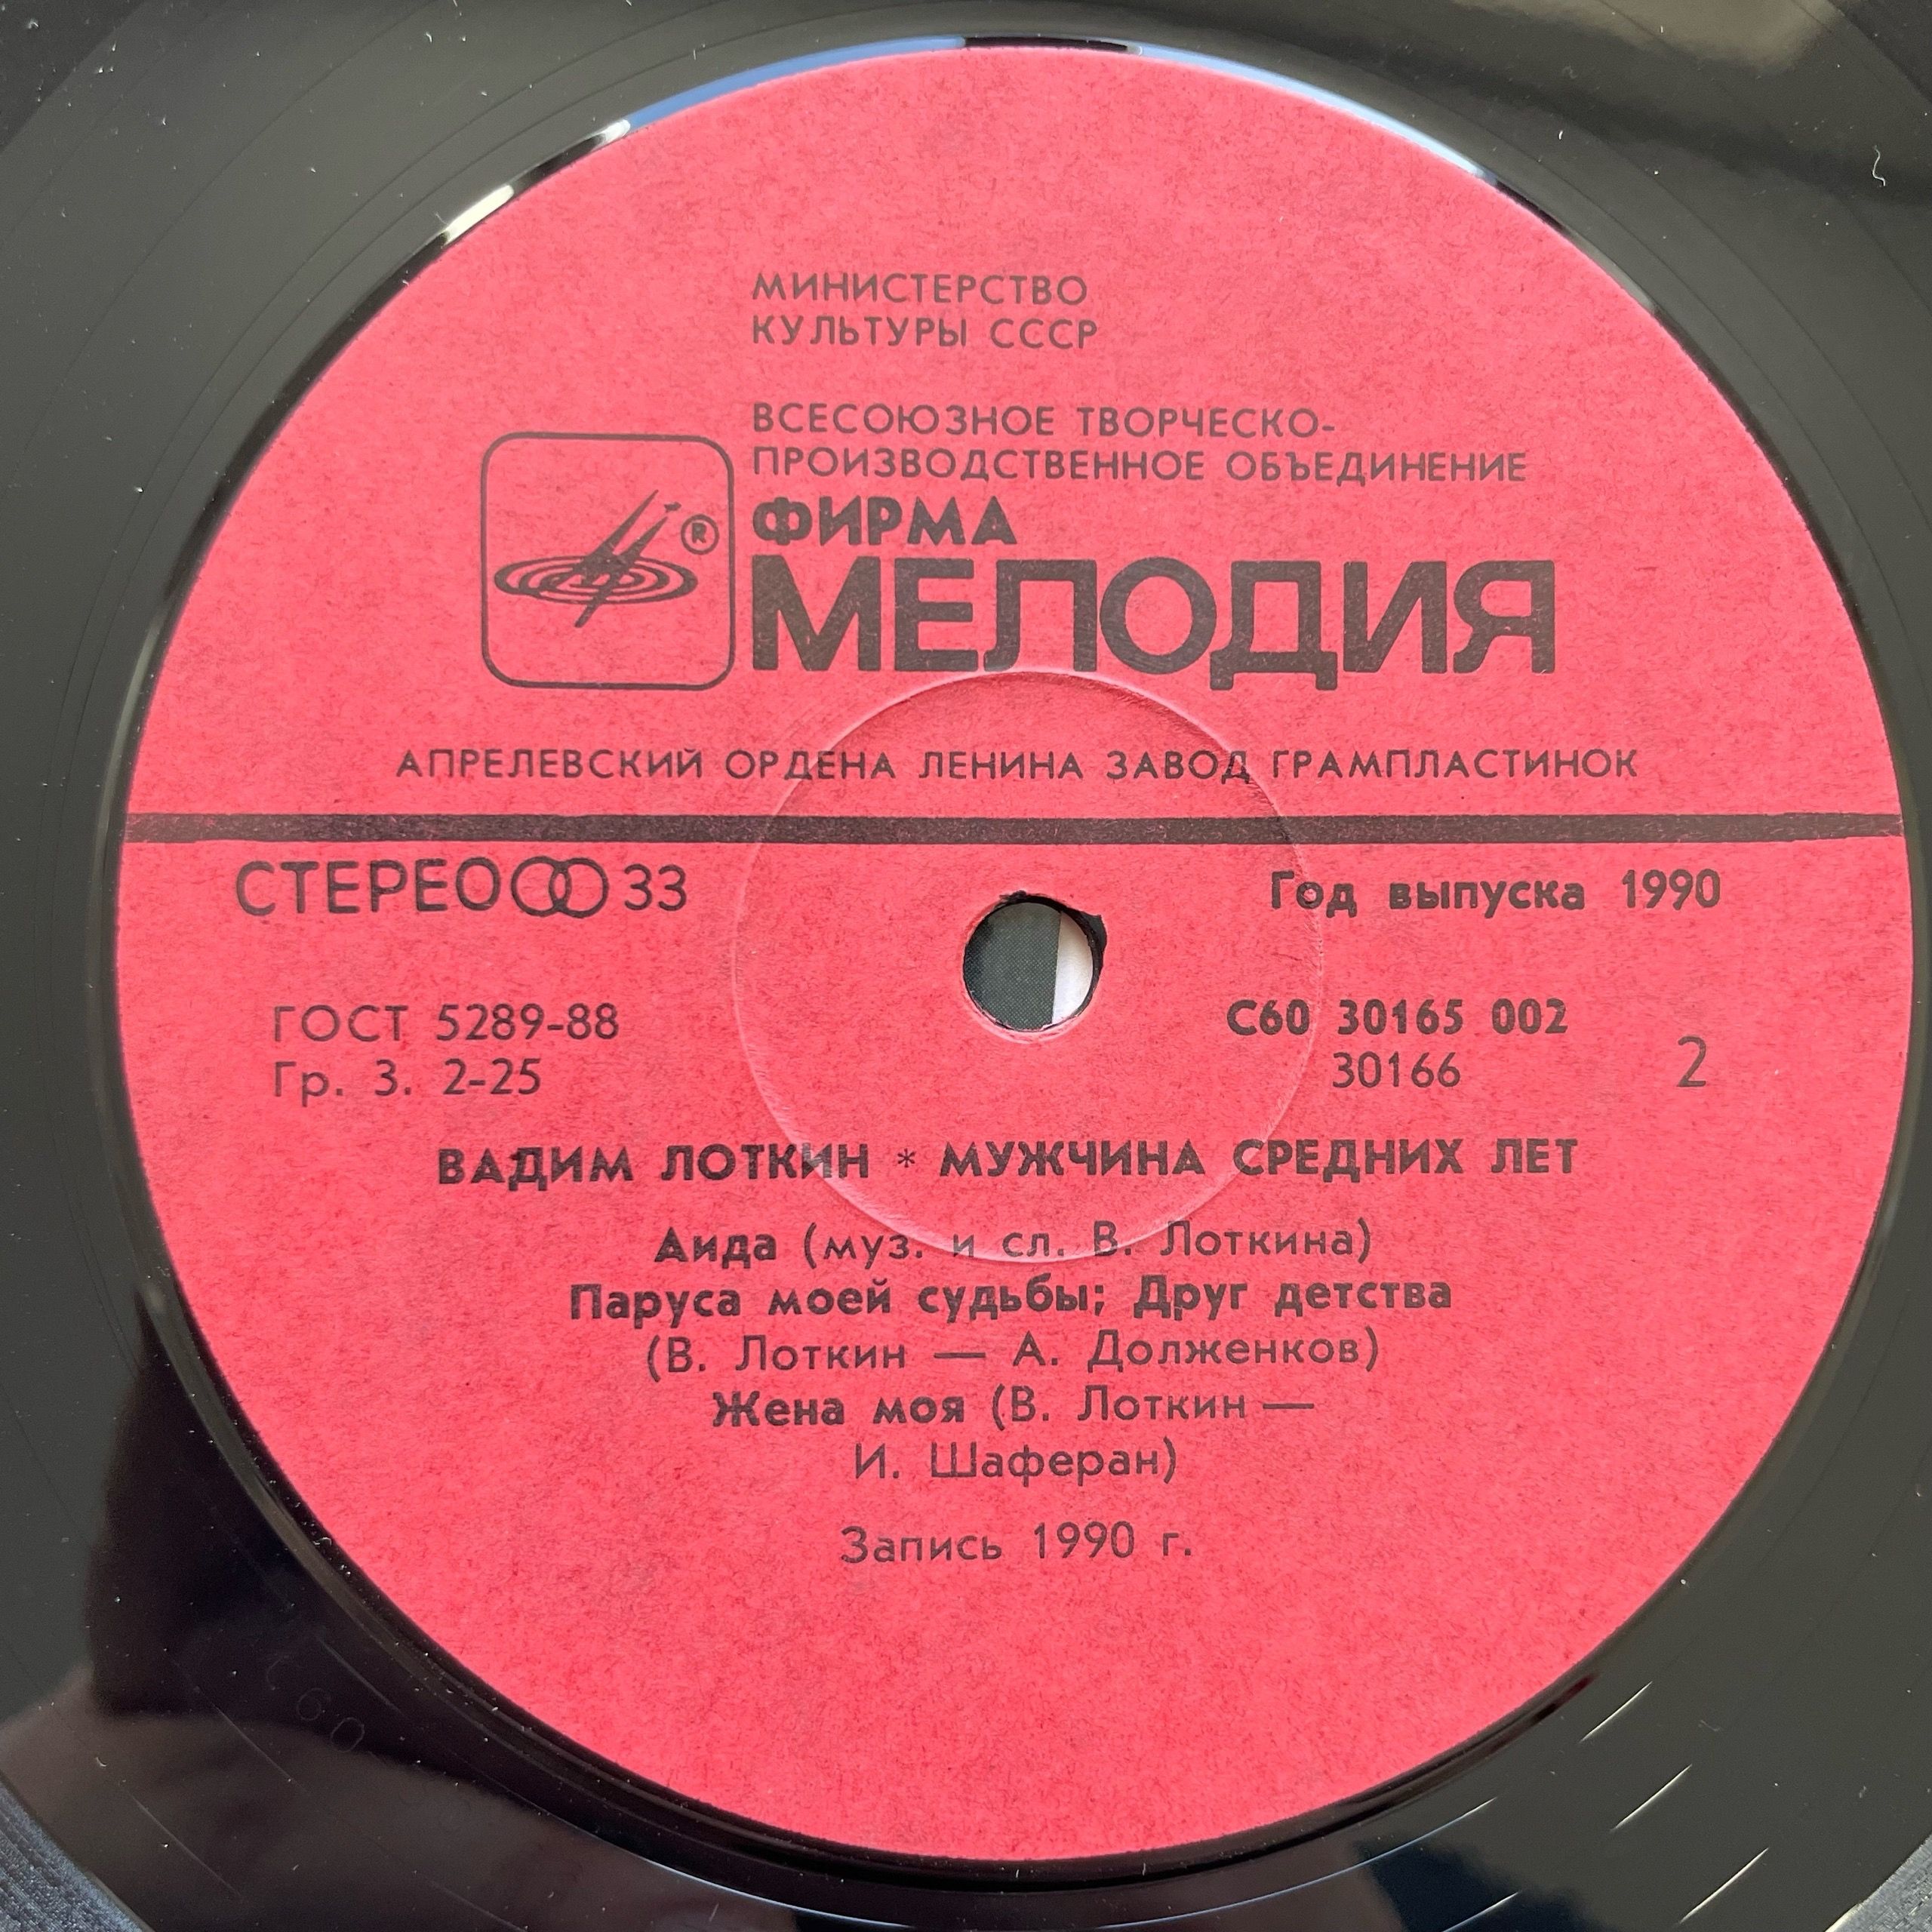 МИНИСТЕРСТВО
КУЛЬТУРЫ СССР
ВСЕСОЮЗНОЕ ТВОРЧЕСКО-
ПРОИЗВОДСТВЕННОЕ ОБЪЕДИНЕНИЕ
ФИРМА
®
МЕЛОДИЯ
АПРЕЛЕВСКИЙ ОРДЕНА ЛЕНИНА ЗАВОД ГРАМПЛАСТИНОК
СТЕРЕО 33
Год выпуска 1990
ГОСТ 5289-88
Гр. 3. 2-25
С60 30165 002
30166
2
ВАДИМ ЛОТКИН * МУЖЧИНА СРЕДНИХ ЛЕТ
Аида (муз. и сл. В. Лоткина)
Паруса моей судьбы; Друг детства
(В. Лоткин — А. Долженков)
Жена моя (В. Лоткин —
И. Шаферан)
Запись 1990 г.